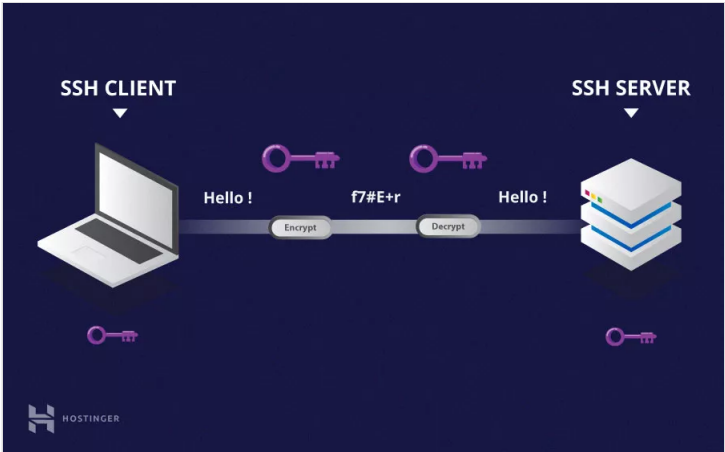 SSH CLIENT
SSH SERVER
Hello !
f7#E+r
Hello !
Encrypt
Decrypt
HOSTINGER